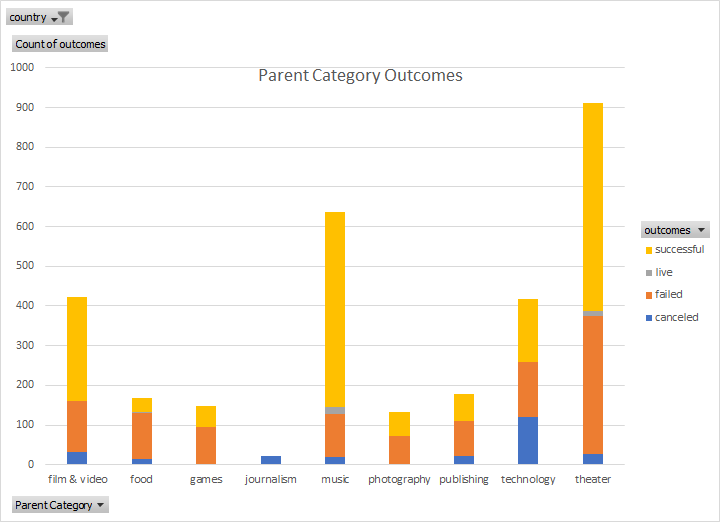 country
Count of outcomes
Parent Category Outcomes
1000
900
800
700
600
500
400
300
200
100
0
film & video food games journalism music photography publishing technology theater
outcomes
successful
live
failed
canceled
Parent Category